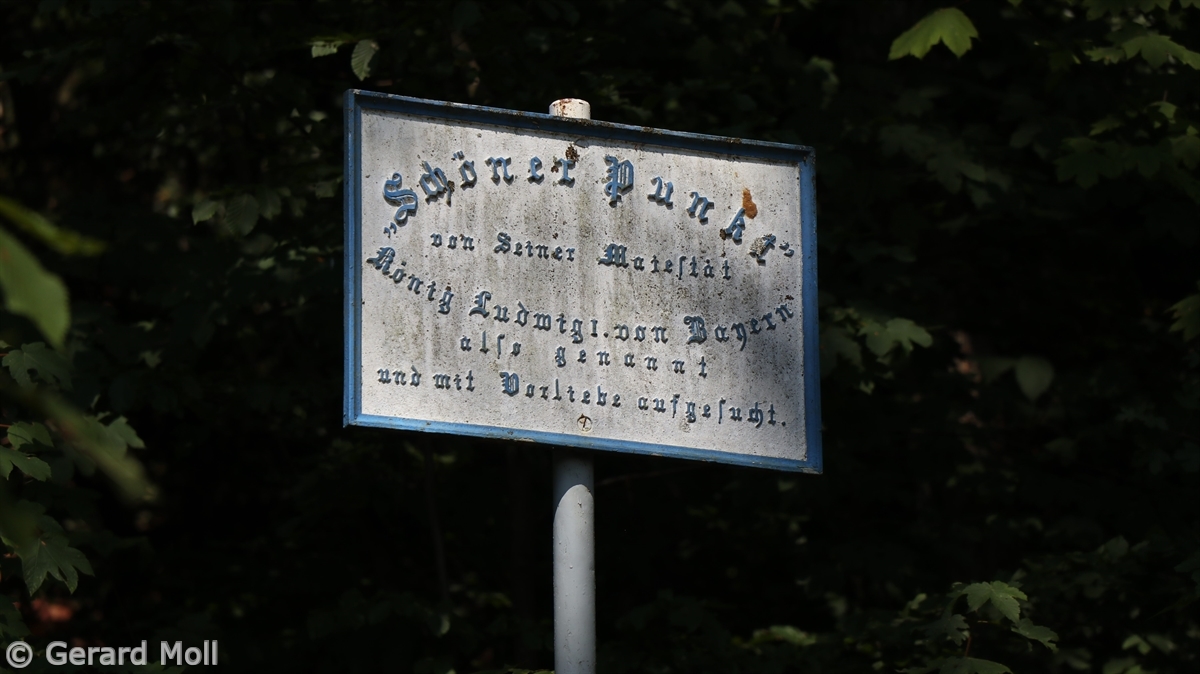 „Schöner Punkt”
von Seiner Majestät
König Ludwig I. von Bayern
also genannt
und mit Vorliebe aufgesucht.
© Gerard Moll